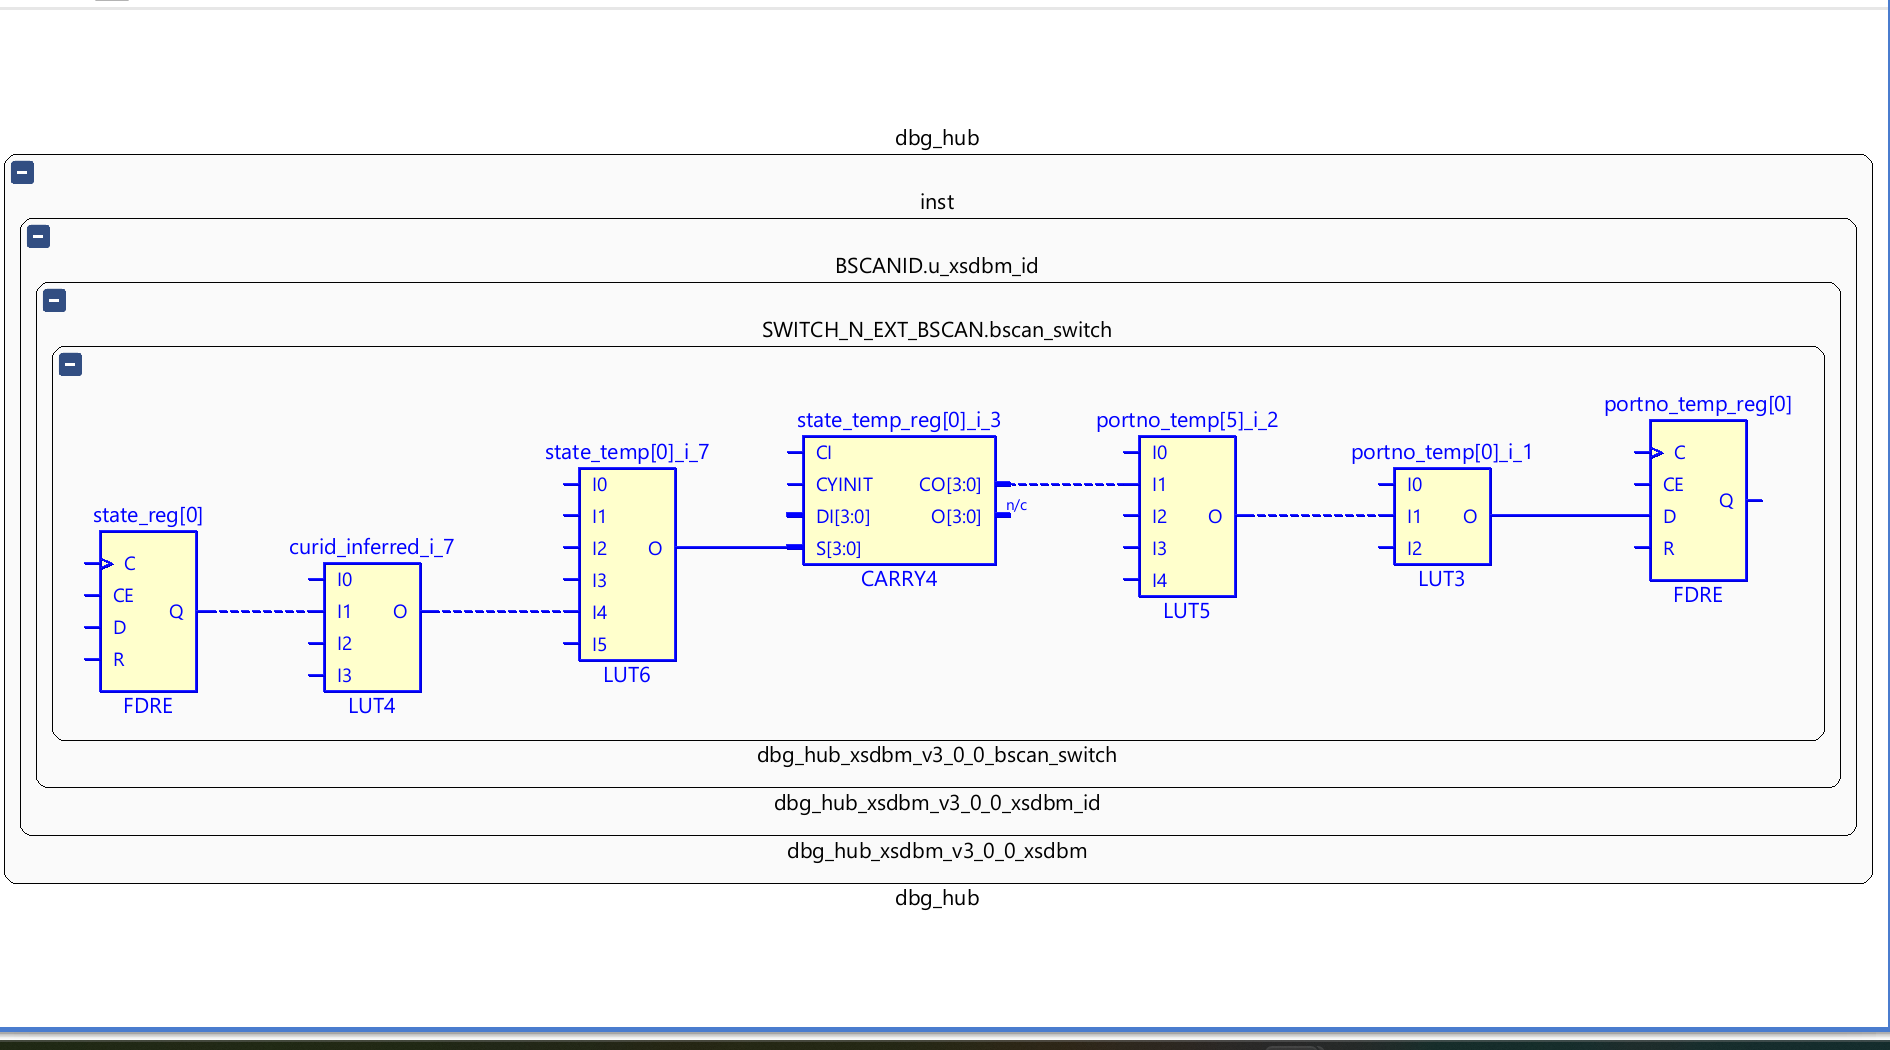 dbg_hub
inst
BSCANID.u_xsdbm_id
SWITCH_N_EXT_BSCAN.bscan_switch
state_reg[0]
C
CE
D
R
Q
FDRE
curid_inferred_i_7
I0
I1
I2
I3
O
LUT4
state_temp[0]_i_7
I0
I1
I2
I3
I4
I5
O
LUT6
state_temp_reg[0]_i_3
CI
CYINIT
DI[3:0]
S[3:0]
CO[3:0]
O[3:0]
n/c
CARRY4
portno_temp[5]_i_2
I0
I1
I2
I3
I4
O
LUT5
portno_temp[0]_i_1
I0
I1
I2
O
LUT3
portno_temp_reg[0]
C
CE
D
R
Q
FDRE
dbg_hub_xsdbm_v3_0_0_bscan_switch
dbg_hub_xsdbm_v3_0_0_xsdbm_id
dbg_hub_xsdbm_v3_0_0_xsdbm
dbg_hub